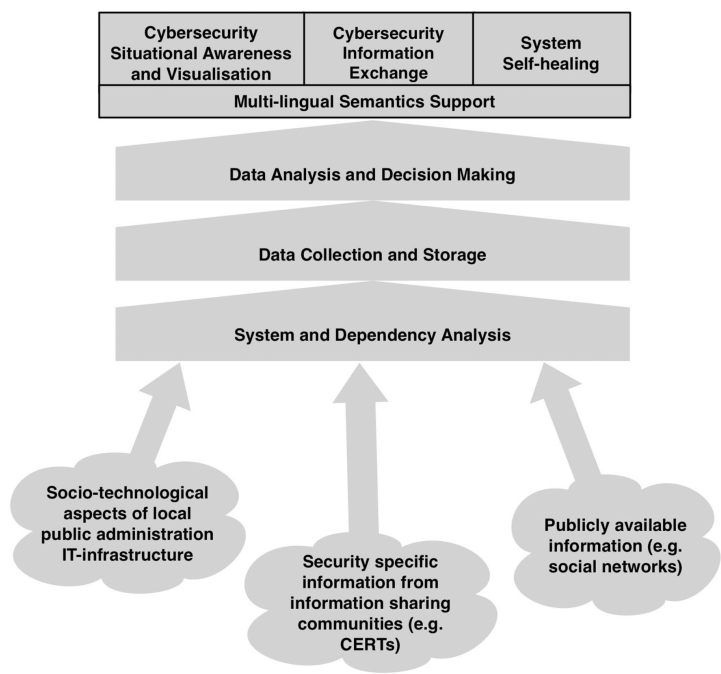 Cybersecurity
Situational Awareness
and Visualisation
Cybersecurity
Information
Exchange
System
Self-healing
Multi-lingual Semantics Support
Data Analysis and Decision Making
Data Collection and Storage
System and Dependency Analysis
Socio-technological
aspects of local
public administration
IT-infrastructure
Security specific
information from
information sharing
communities (e.g.
CERTs)
Publicly available
information (e.g.
social networks)